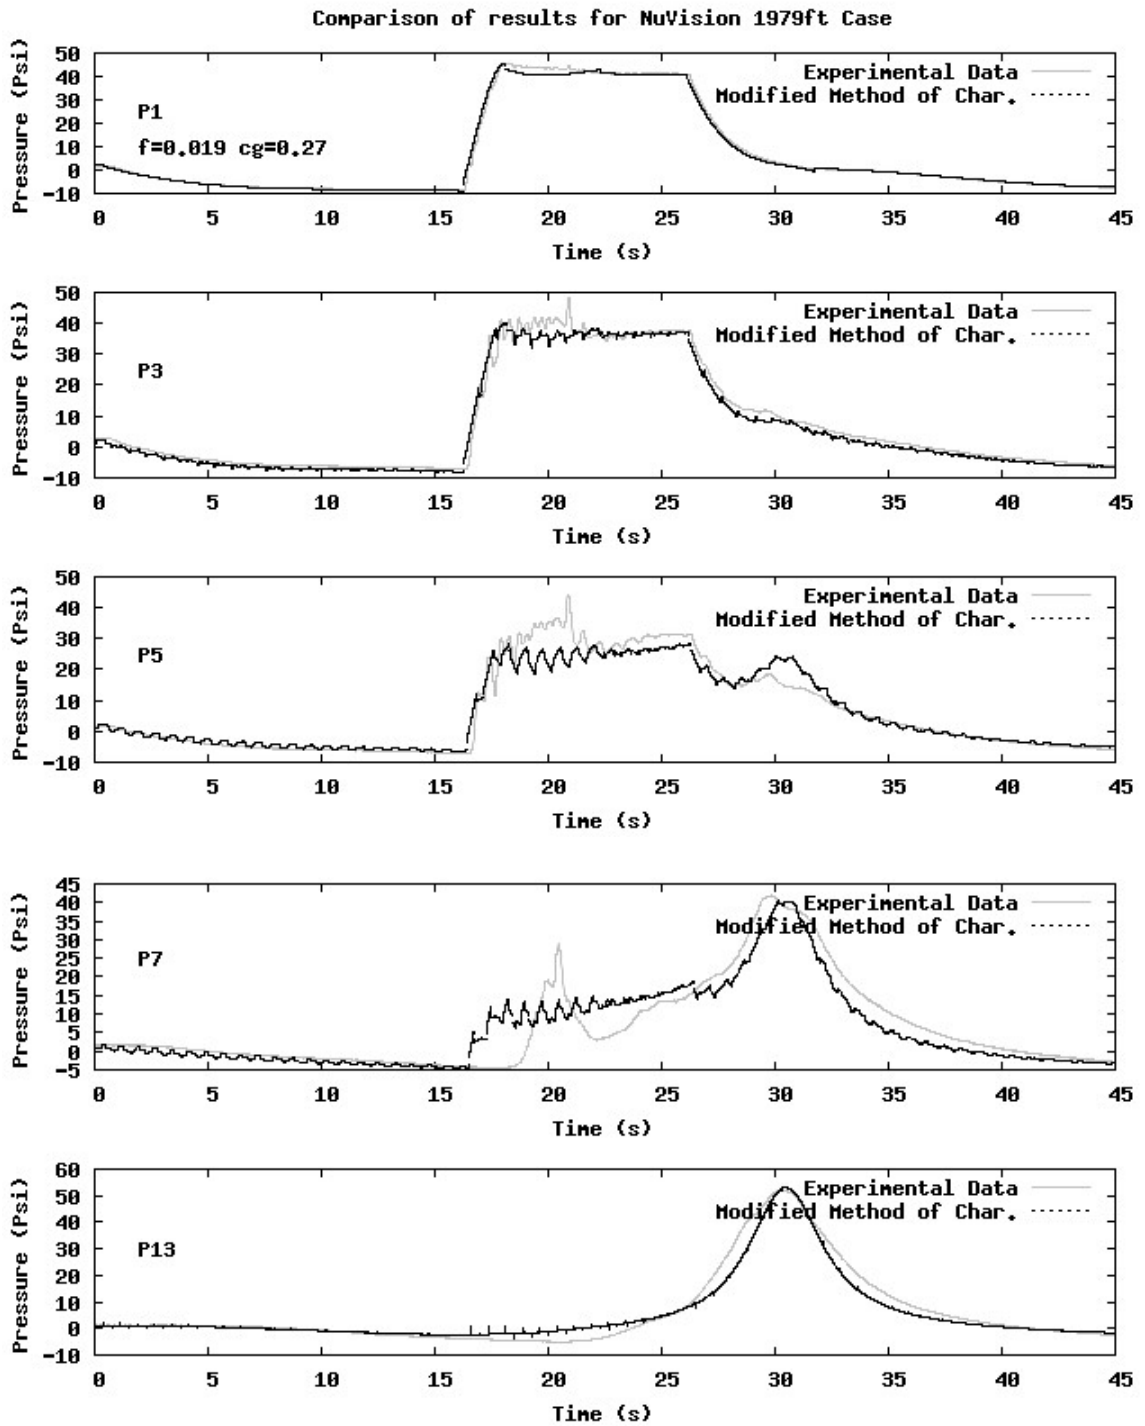 Comparison of results for NuVision 1979ft Case
Pressure (Psi)
50
40
30
20
10
0
-10
P1
f=0.019 cg=0.27
Experimental Data
Modified Method of Char.
0 5 10 15 20 25 30 35 40 45
Time (s)
Pressure (Psi)
50
40
30
20
10
0
-10
P3
Experimental Data
Modified Method of Char.
0 5 10 15 20 25 30 35 40 45
Time (s)
Pressure (Psi)
50
40
30
20
10
0
-10
P5
Experimental Data
Modified Method of Char.
0 5 10 15 20 25 30 35 40 45
Time (s)
Pressure (Psi)
45
40
35
30
25
20
15
10
5
0
-5
P7
Experimental Data
Modified Method of Char.
0 5 10 15 20 25 30 35 40 45
Time (s)
Pressure (Psi)
60
50
40
30
20
10
0
-10
P13
Experimental Data
Modified Method of Char.
0 5 10 15 20 25 30 35 40 45
Time (s)